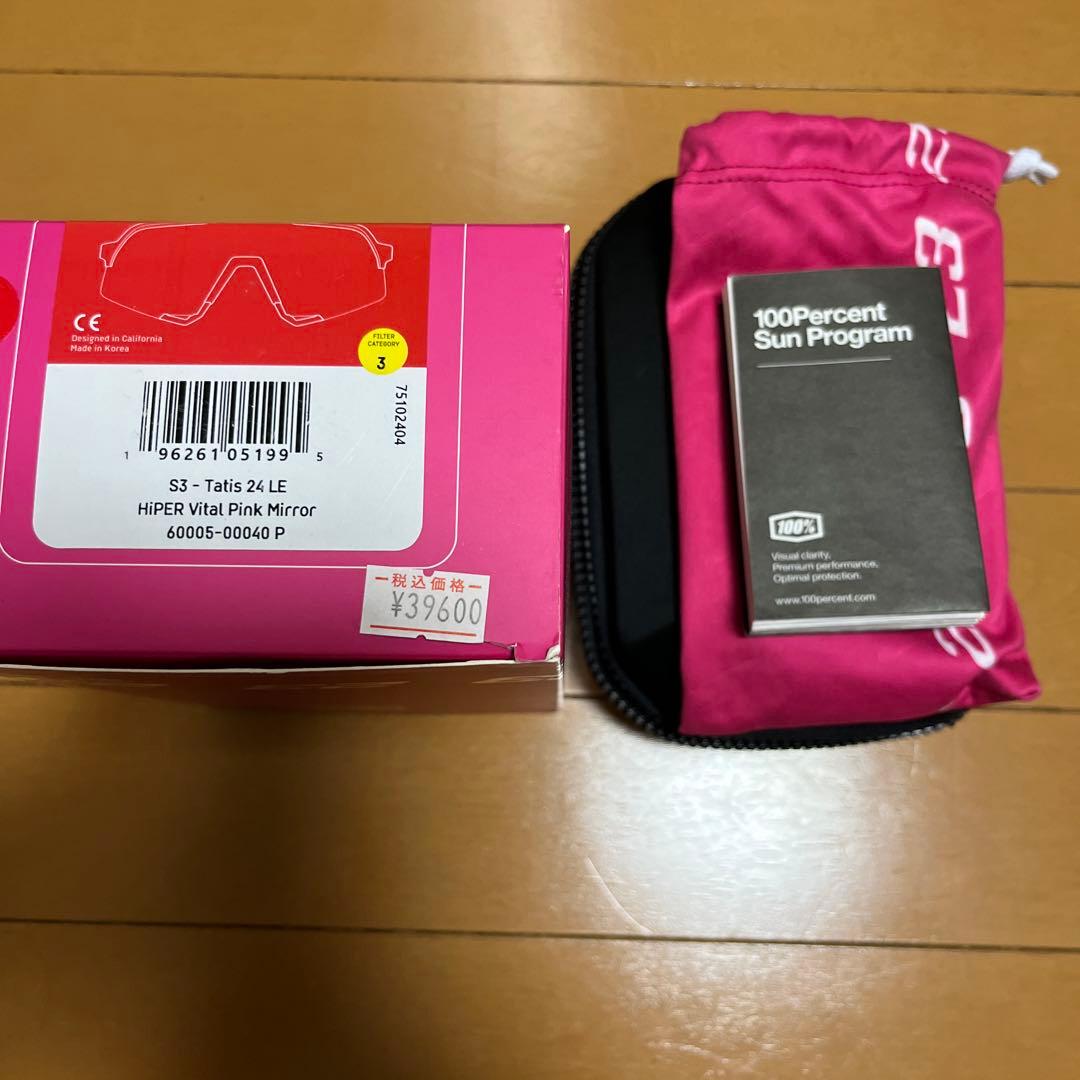 CE
Designed in California
Made in Korea
FILTER
CATEGORY
3
75102404
1 96261 05199 5
S3 - Tatis 24 LE
HiPER Vital Pink Mirror
60005-00040 P
税込価格
¥39600
23
100Percent
Sun Program
100%
Visual clarity,
Premium performance,
Optimal protection.
www.100percent.com